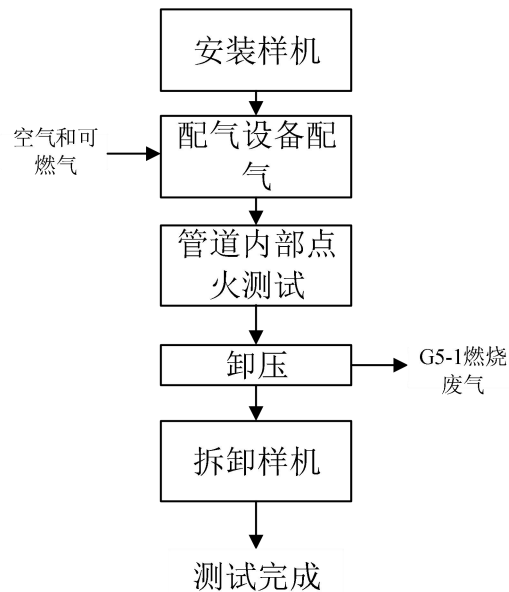 安装样机
空气和可
燃气
配气设备配
气
管道内部点
火测试
卸压
G5-1燃烧
废气
拆卸样机
测试完成